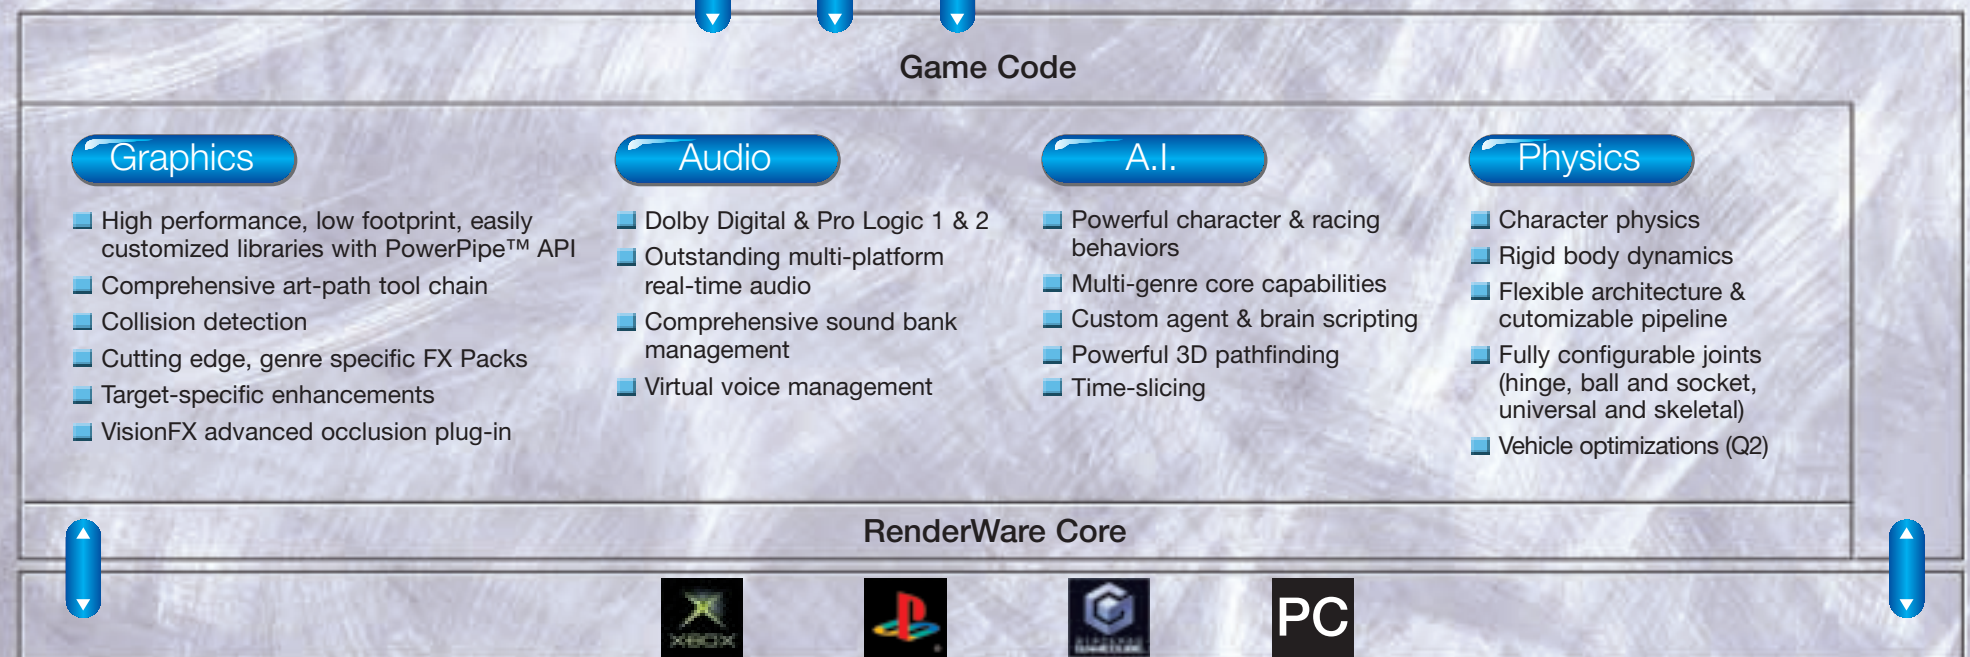 Game Code
Graphics
High performance, low footprint, easily
customized libraries with PowerPipe™ API
Comprehensive art-path tool chain
Collision detection
Cutting edge, genre specific FX Packs
Target-specific enhancements
VisionFX advanced occlusion plug-in
Audio
Dolby Digital & Pro Logic 1 & 2
Outstanding multi-platform
real-time audio
Comprehensive sound bank
management
Virtual voice management
A.I.
Powerful character & racing
behaviors
Multi-genre core capabilities
Custom agent & brain scripting
Powerful 3D pathfinding
Time-slicing
Physics
Character physics
Rigid body dynamics
Flexible architecture &
cutomizable pipeline
Fully configurable joints
(hinge, ball and socket,
universal and skeletal)
Vehicle optimizations (Q2)
RenderWare Core
XBOX
GAMECUBE
PC